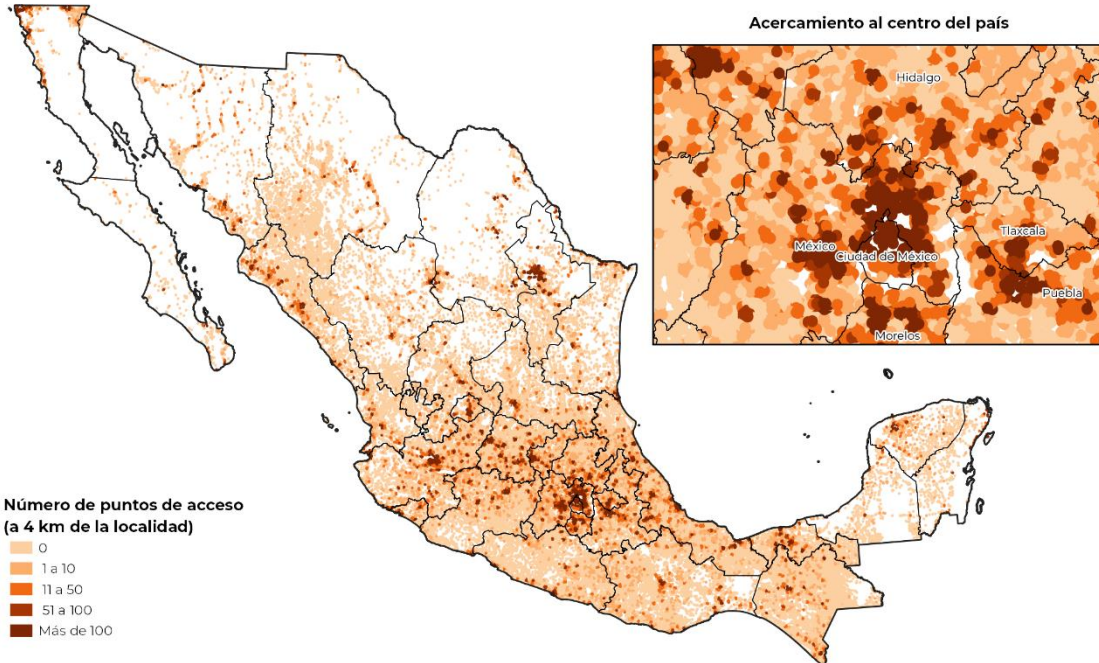 Acercamiento al centro del país
Hidalgo
Tlaxcala
México
Ciudad de México
Puebla
Morelos
Número de puntos de acceso
(a 4 km de la localidad)
0
1 a 10
11 a 50
51 a 100
Más de 100